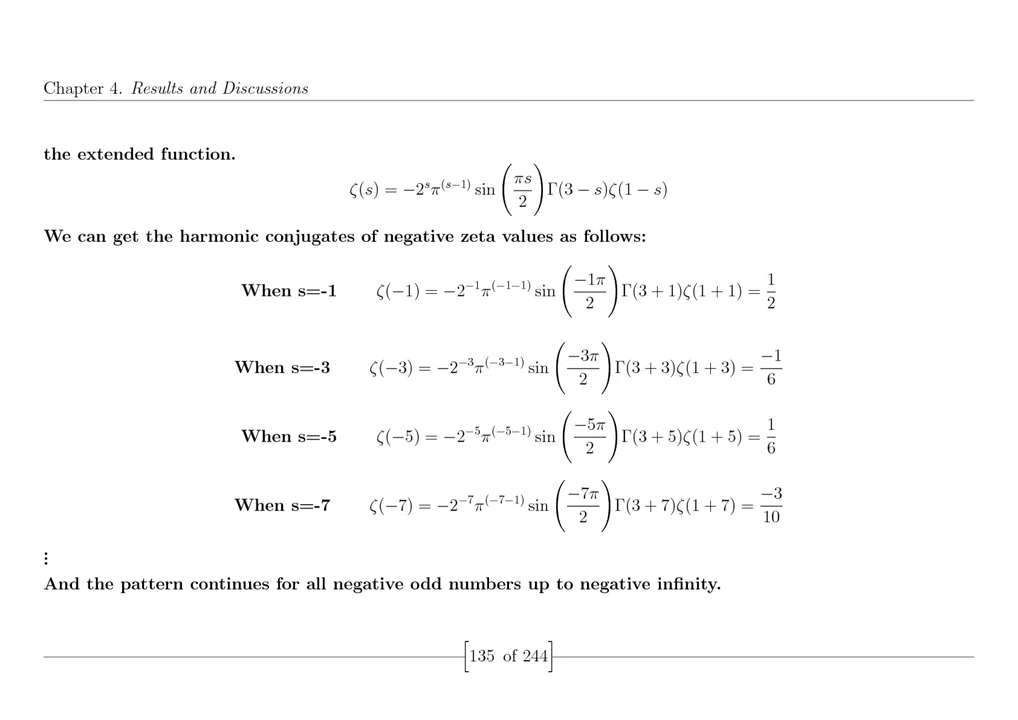 Chapter 4. Results and Discussions
the extended function.
ζ(s) = −2^s π^(s−1) sin(πs/2) Γ(3 − s)ζ(1 − s)
We can get the harmonic conjugates of negative zeta values as follows:
When s=-1 ζ(−1) = −2^−1 π^(−1−1) sin(−1π/2) Γ(3 + 1)ζ(1 + 1) = 1/2
When s=-3 ζ(−3) = −2^−3 π^(−3−1) sin(−3π/2) Γ(3 + 3)ζ(1 + 3) = −1/6
When s=-5 ζ(−5) = −2^−5 π^(−5−1) sin(−5π/2) Γ(3 + 5)ζ(1 + 5) = 1/6
When s=-7 ζ(−7) = −2^−7 π^(−7−1) sin(−7π/2) Γ(3 + 7)ζ(1 + 7) = −3/10
⋮
And the pattern continues for all negative odd numbers up to negative infinity.
[135 of 244]